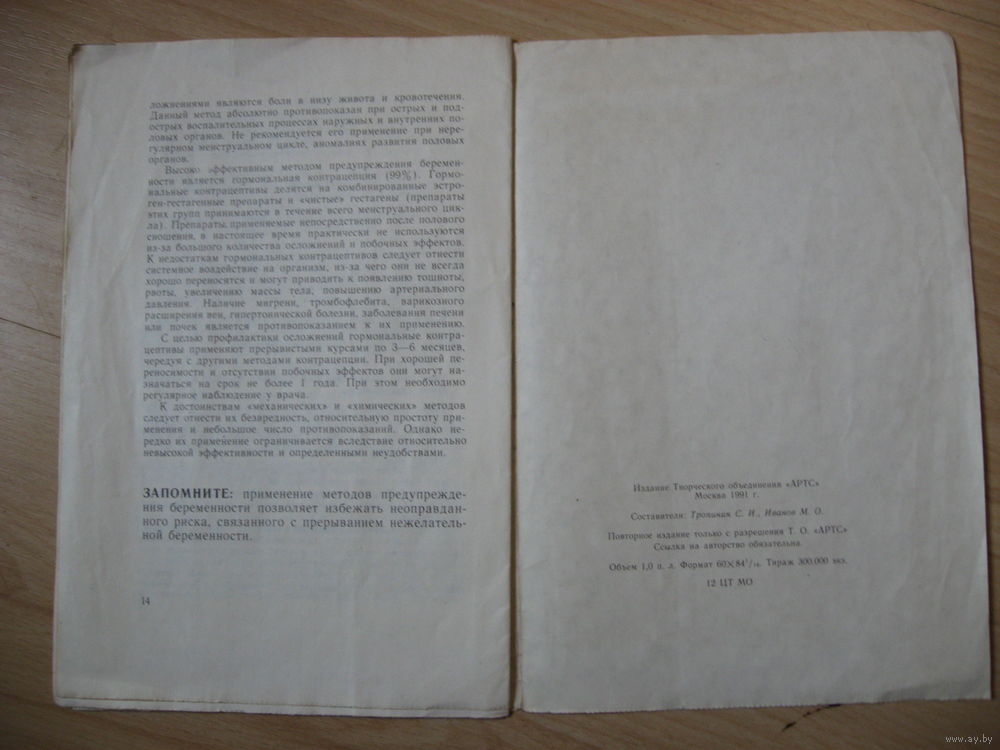 ложнениями являются боли в низу живота и кровотечения.
Данный метод абсолютно противопоказан при острых и под-
острых воспалительных процессах наружных и внутренних по-
ловых органов. Не рекомендуется его применение при нере-
гулярном менструальном цикле, аномалиях развития половых
органов.
Высоко эффективным методом предупреждения беремен-
ности является гормональная контрацепция (99%). Гормо-
нальные контрацептивы делятся на комбинированные эстро-
ген-гестагенные препараты и «чистые» гестагены (препараты
этих групп принимаются в течение всего менструального цик-
ла). Препараты, применяемые непосредственно после полового
сношения, в настоящее время практически не используются
из-за большого количества осложнений и побочных эффектов.
К недостаткам гормональных контрацептивов следует отнести
системное воздействие на организм, из-за чего они не всегда
хорошо переносятся и могут приводить к появлению тошноты,
рвоты, увеличению массы тела, повышению артериального
давления. Наличие мигрени, тромбофлебита, варикозного
расширения вен, гипертонической болезни, заболевания печени
или почек является противопоказанием к их применению.
С целью профилактики осложнений гормональные контра-
цептивы применяют прерывистыми курсами по 3—6 месяцев,
чередуя с другими методами контрацепции. При хорошей пе-
реносимости и отсутствии побочных эффектов они могут на-
значаться на срок не более 1 года. При этом необходимо
регулярное наблюдение у врача.
К достоинствам «механических» и «химических» методов
следует отнести их безвредность, относительную простоту при-
менения и небольшое число противопоказаний. Однако не-
редко их применение ограничивается вследствие относительно
невысокой эффективности и определенными неудобствами.
ЗАПОМНИТЕ: применение методов предупрежде-
ния беременности позволяет избежать неоправдан-
ного риска, связанного с прерыванием нежелатель-
ной беременности.
14
Издание Творческого объединения «АРТС»
Москва 1991 г.
Составители: Тропиник С. И., Иванов М. О.
Повторное издание только с разрешения Т. О. «АРТС»
Ссылка на авторство обязательна.
Объем 1,0 п. л. Формат 60×84¹/₁₆. Тираж 300.000 экз.
12 ЦТ МО
www.ay.by